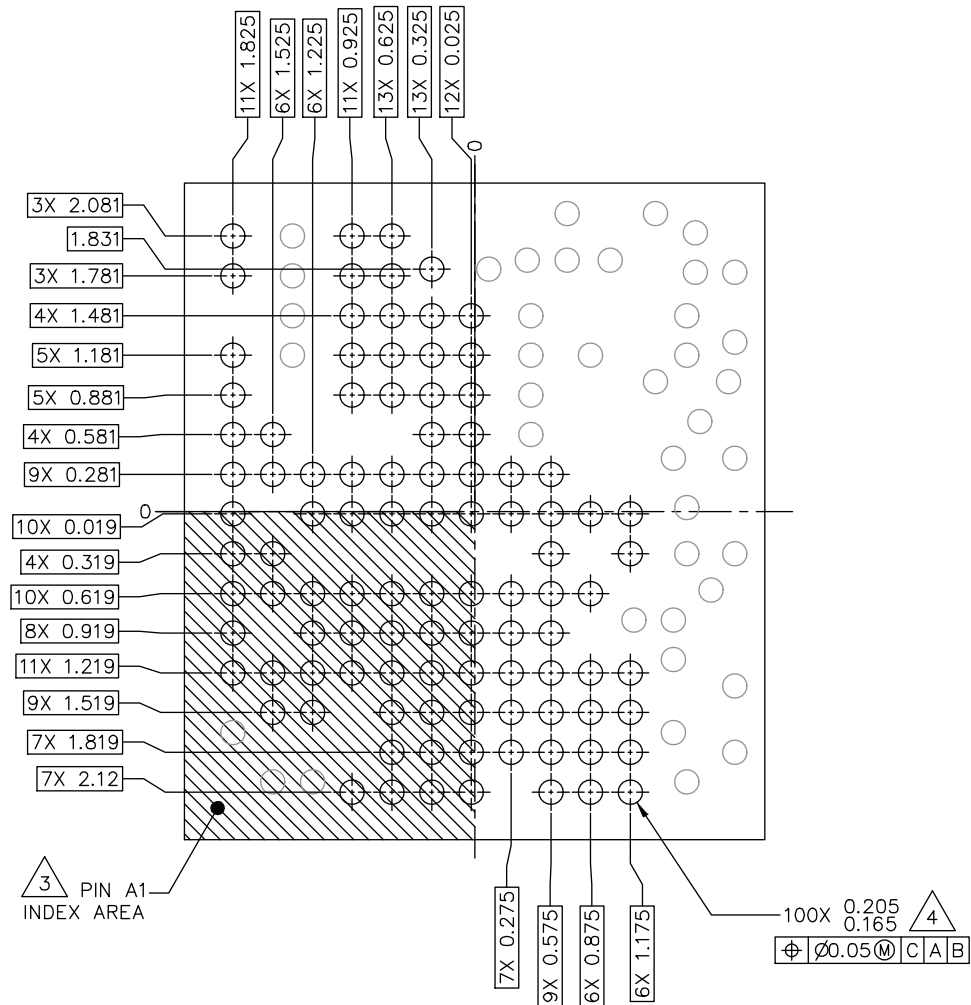 11X 1.825
6X 1.525
6X 1.225
11X 0.925
13X 0.625
13X 0.325
12X 0.025
0
3X 2.081
1.831
3X 1.781
4X 1.481
5X 1.181
5X 0.881
4X 0.581
9X 0.281
0
10X 0.019
4X 0.319
10X 0.619
8X 0.919
11X 1.219
9X 1.519
7X 1.819
7X 2.12
3 PIN A1
INDEX AREA
7X 0.275
9X 0.575
6X 0.875
6X 1.175
100X 0.205
0.165
4
⌖ Ø0.05 Ⓜ C A B